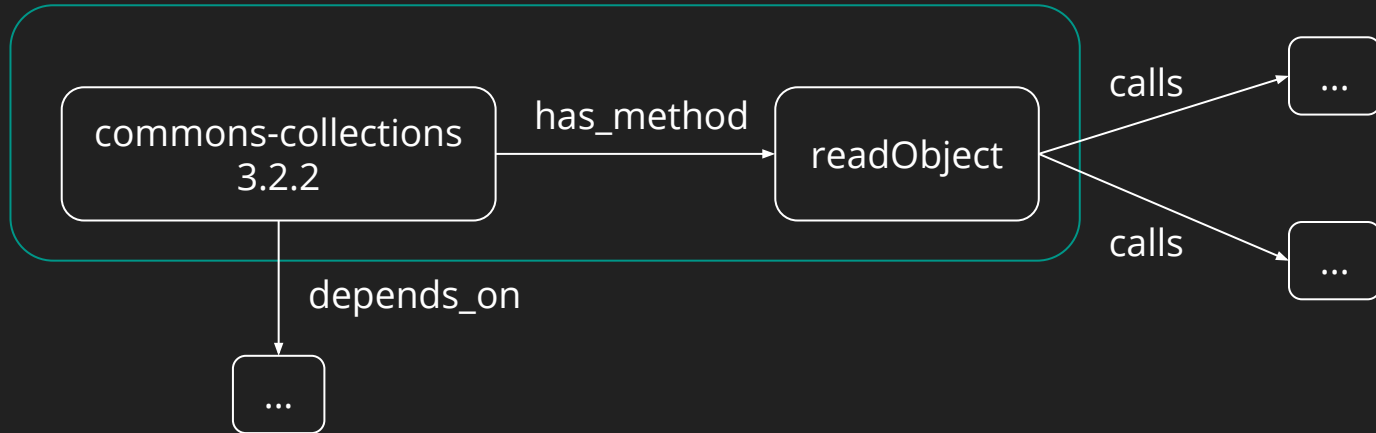 commons-collections
3.2.2
has_method
readObject
calls
...
calls
...
depends_on
...